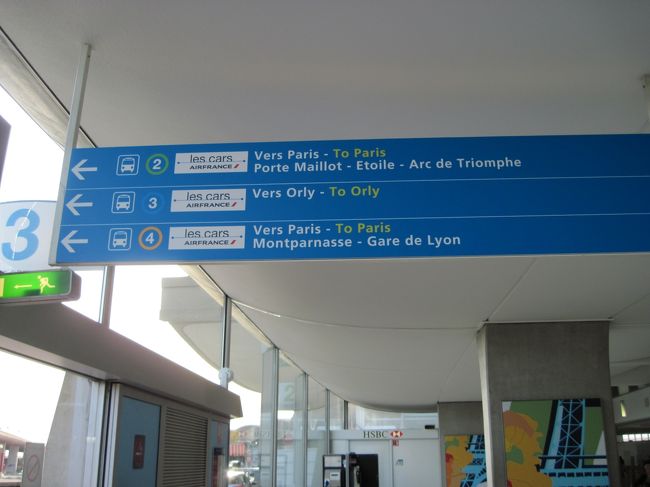 2 les cars AIRFRANCE Vers Paris - To Paris
Porte Maillot - Etoile - Arc de Triomphe
3 les cars AIRFRANCE Vers Orly - To Orly
4 les cars AIRFRANCE Vers Paris - To Paris
Montparnasse - Gare de Lyon
3
2
HSBC